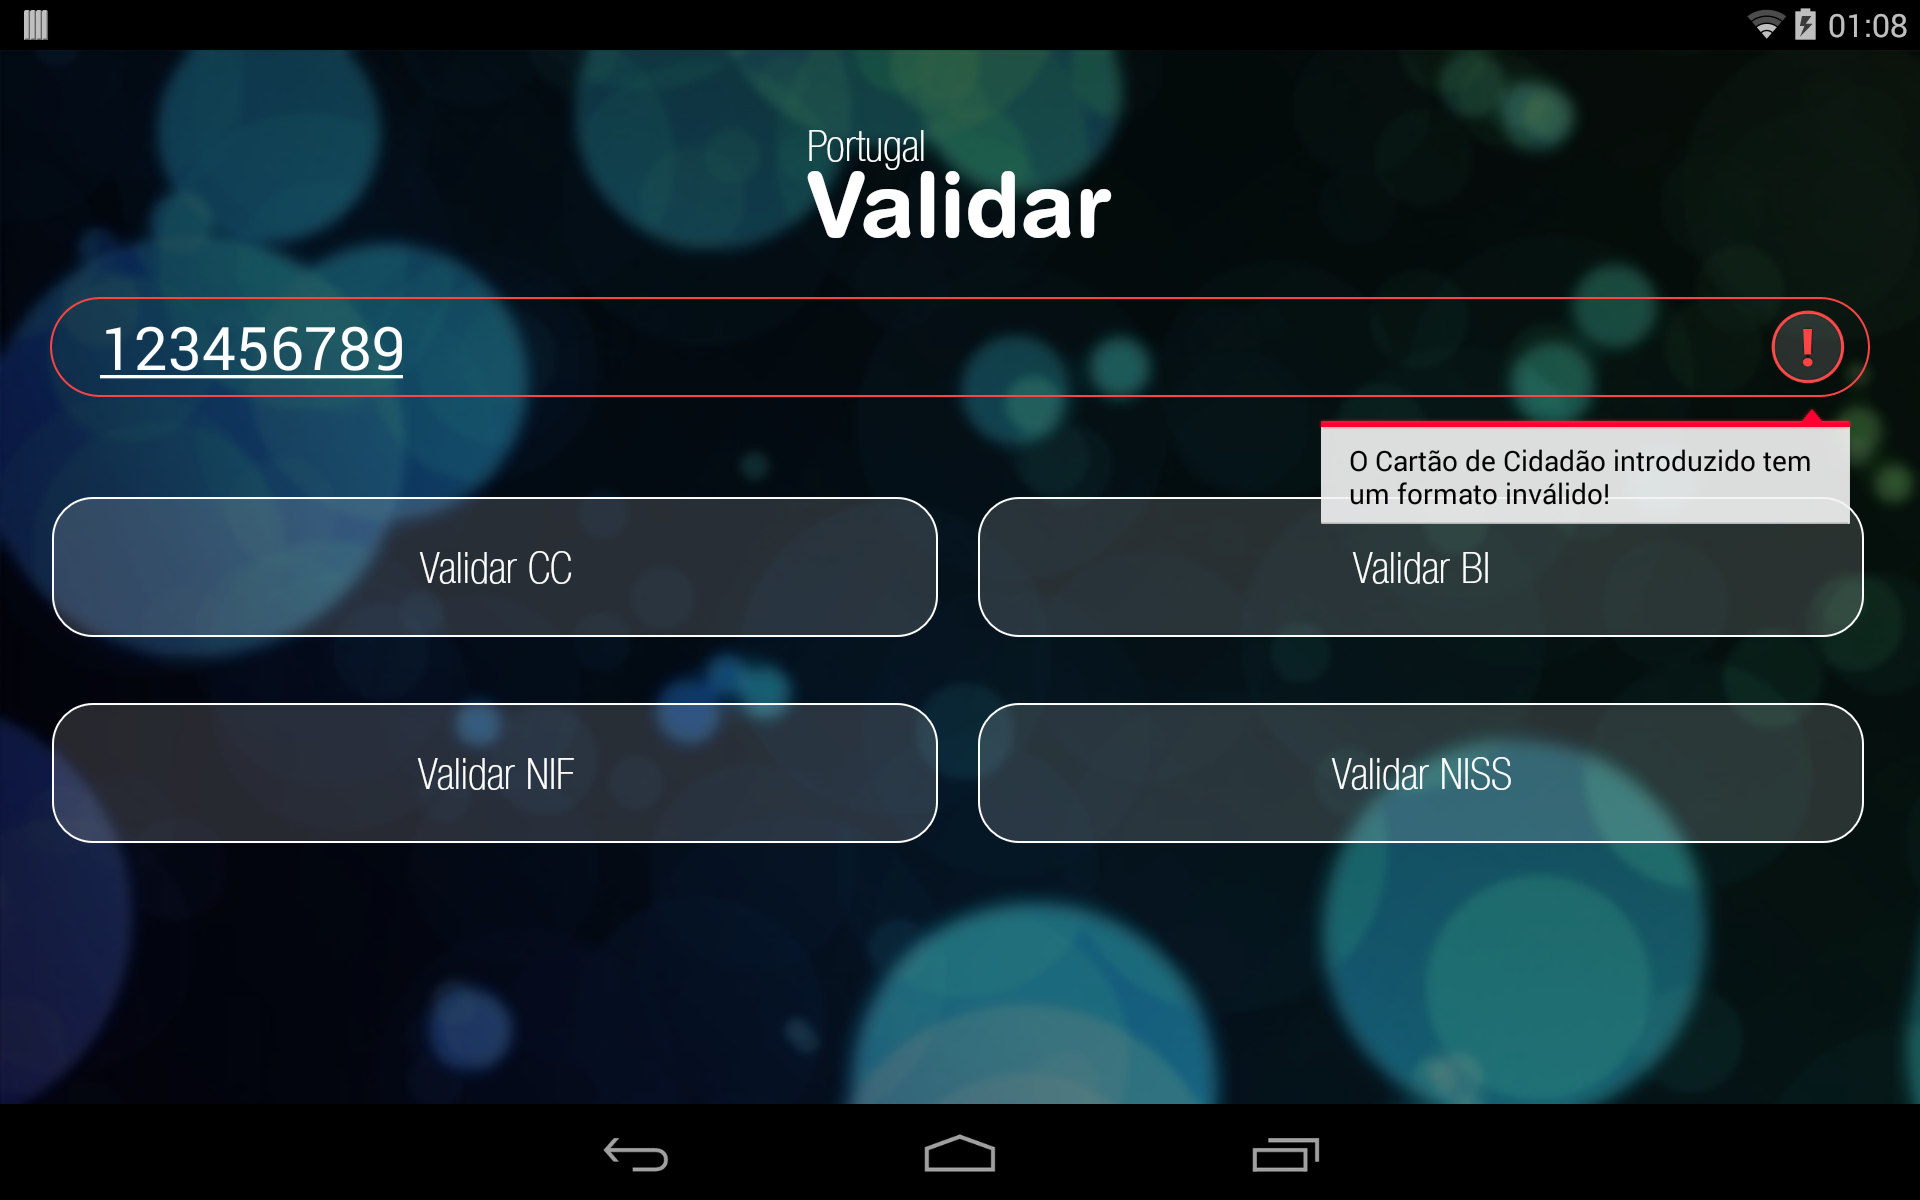 01:08
Portugal
Validar
123456789
!
O Cartão de Cidadão introduzido tem
um formato inválido!
Validar CC
Validar BI
Validar NIF
Validar NISS